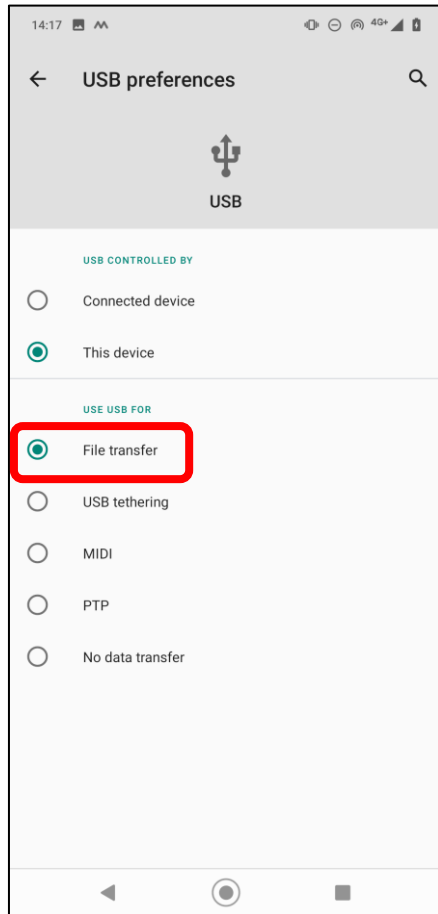 14:17 4G+
USB preferences
USB
USB CONTROLLED BY
Connected device
This device
USE USB FOR
File transfer
USB tethering
MIDI
PTP
No data transfer